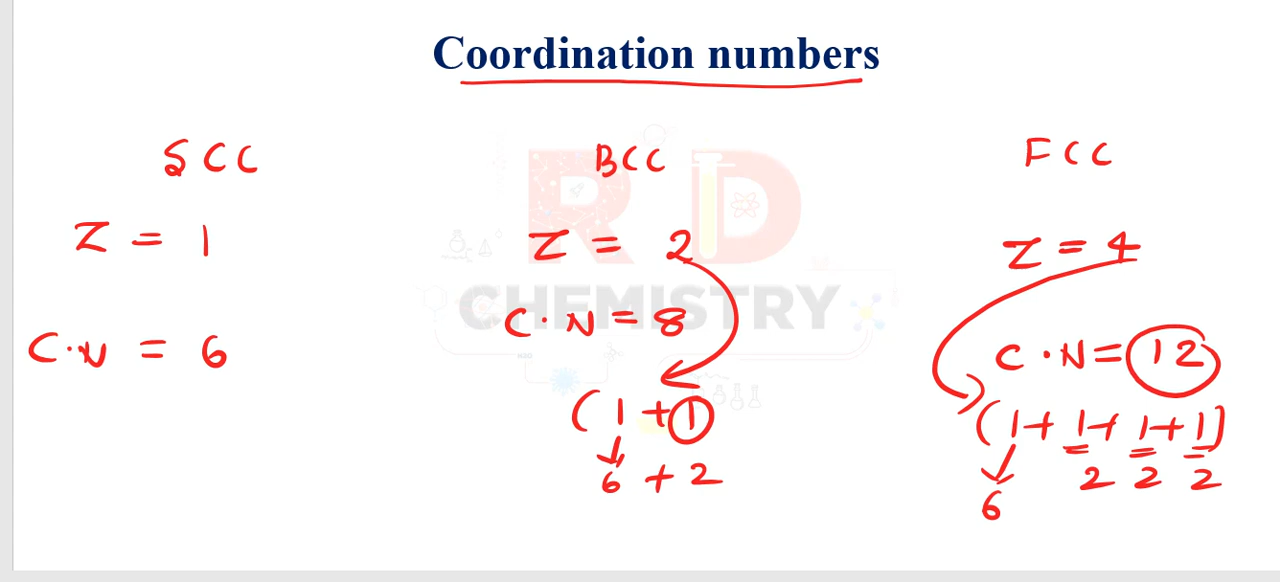 Coordination numbers
SCC
Z = 1
C.N = 6
BCC
Z = 2
C.N = 8
(1 + 1
6 + 2
FCC
Z = 4
C.N = 12
(1 + 1 + 1 + 1)
6 2 2 2
RD
CHEMISTRY